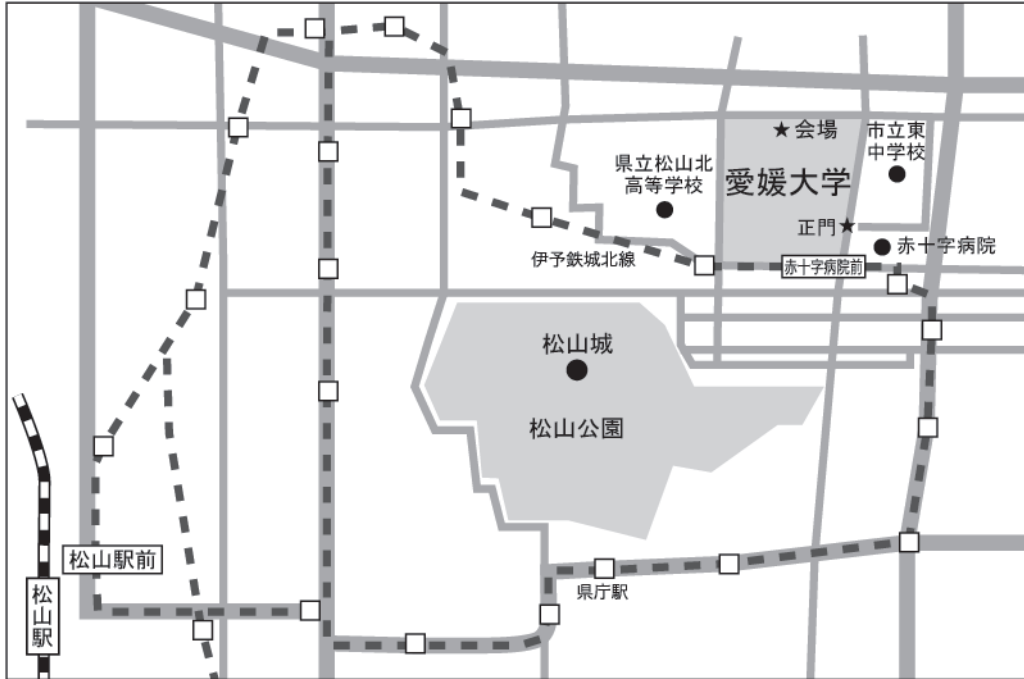 ★会場
市立東
中学校
県立松山北
高等学校
愛媛大学
正門★
赤十字病院
伊予鉄城北線
赤十字病院前
松山城
松山公園
松山駅前
松山駅
県庁駅